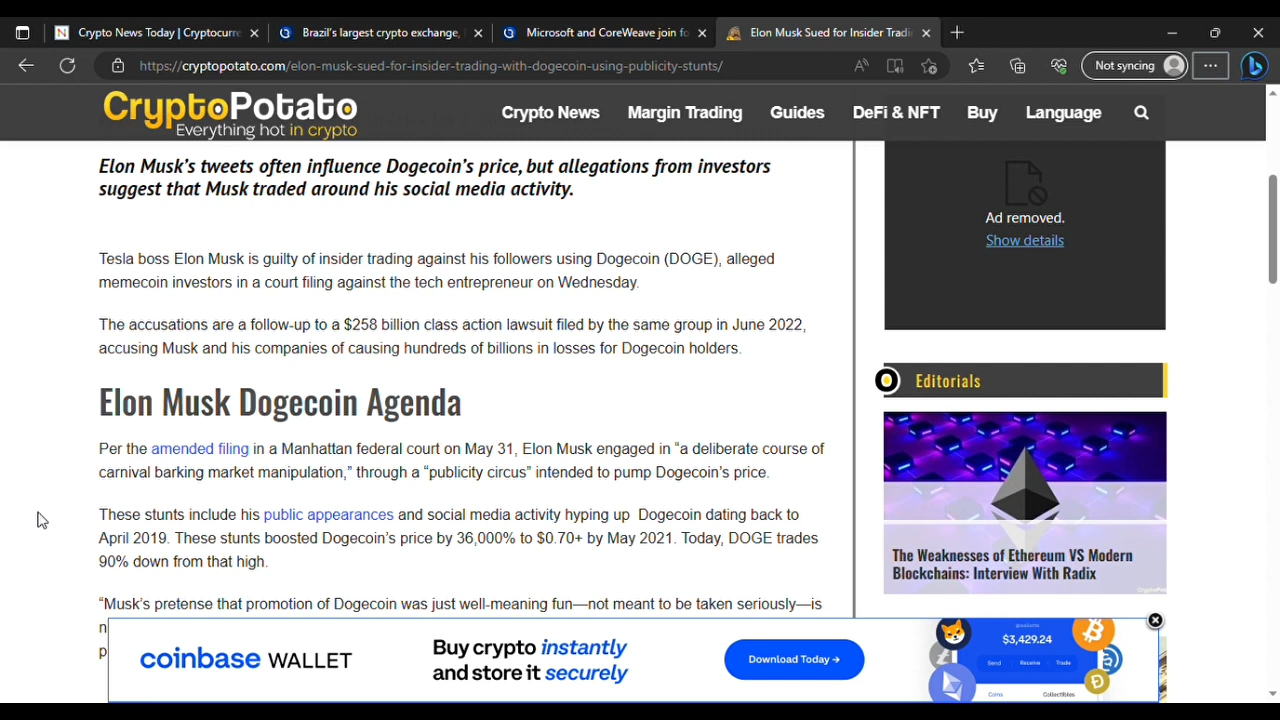 Crypto News Today | Cryptocurre
Brazil's largest crypto exchange,
Microsoft and CoreWeave join fo
Elon Musk Sued for Insider Tradi
https://cryptopotato.com/elon-musk-sued-for-insider-trading-with-dogecoin-using-publicity-stunts/
Not syncing
CryptoPotato
Everything hot in crypto
Crypto News
Margin Trading
Guides
DeFi & NFT
Buy
Language
Elon Musk's tweets often influence Dogecoin's price, but allegations from investors
suggest that Musk traded around his social media activity.
Tesla boss Elon Musk is guilty of insider trading against his followers using Dogecoin (DOGE), alleged
memecoin investors in a court filing against the tech entrepreneur on Wednesday.
The accusations are a follow-up to a $258 billion class action lawsuit filed by the same group in June 2022,
accusing Musk and his companies of causing hundreds of billions in losses for Dogecoin holders.
Elon Musk Dogecoin Agenda
Per the amended filing in a Manhattan federal court on May 31, Elon Musk engaged in “a deliberate course of
carnival barking market manipulation,” through a “publicity circus” intended to pump Dogecoin's price.
These stunts include his public appearances and social media activity hyping up Dogecoin dating back to
April 2019. These stunts boosted Dogecoin's price by 36,000% to $0.70+ by May 2021. Today, DOGE trades
90% down from that high.
“Musk's pretense that promotion of Dogecoin was just well-meaning fun—not meant to be taken seriously—is
n
p
Ad removed.
Show details
Editorials
The Weaknesses of Ethereum VS Modern
Blockchains: Interview With Radix
coinbase WALLET
Buy crypto instantly
and store it securely
Download Today →
$3,429.24
Send
Receive
Trade
Coins
Collectibles